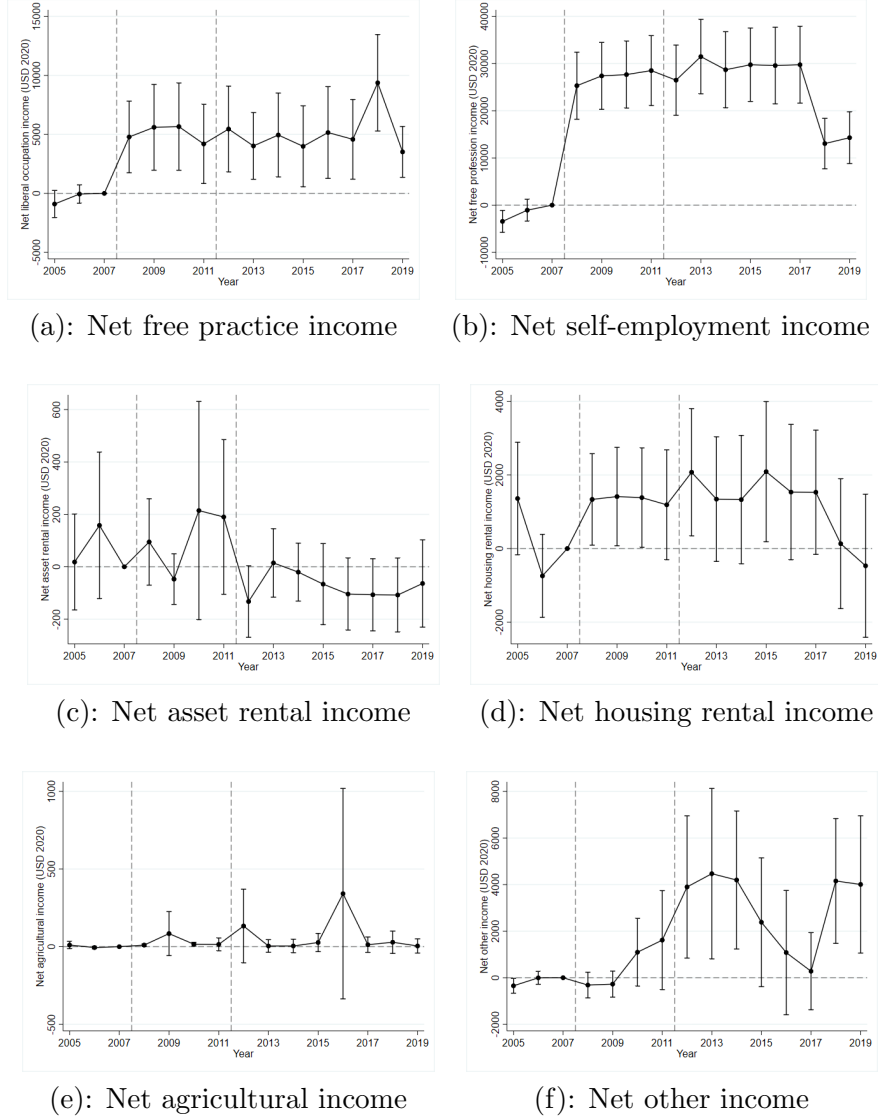 Net liberal occupation income (USD 2020)
15000
10000
5000
0
-5000
2005 2007 2009 2011 2013 2015 2017 2019
Year
(a): Net free practice income
Net free profession income (USD 2020)
40000
30000
20000
10000
0
-10000
2005 2007 2009 2011 2013 2015 2017 2019
Year
(b): Net self-employment income
Net asset rental income (USD 2020)
600
400
200
0
-200
2005 2007 2009 2011 2013 2015 2017 2019
Year
(c): Net asset rental income
Net housing rental income (USD 2020)
4000
2000
0
-2000
2005 2007 2009 2011 2013 2015 2017 2019
Year
(d): Net housing rental income
Net agricultural income (USD 2020)
1000
500
0
-500
2005 2007 2009 2011 2013 2015 2017 2019
Year
(e): Net agricultural income
Net other income (USD 2020)
8000
6000
4000
2000
0
-2000
2005 2007 2009 2011 2013 2015 2017 2019
Year
(f): Net other income